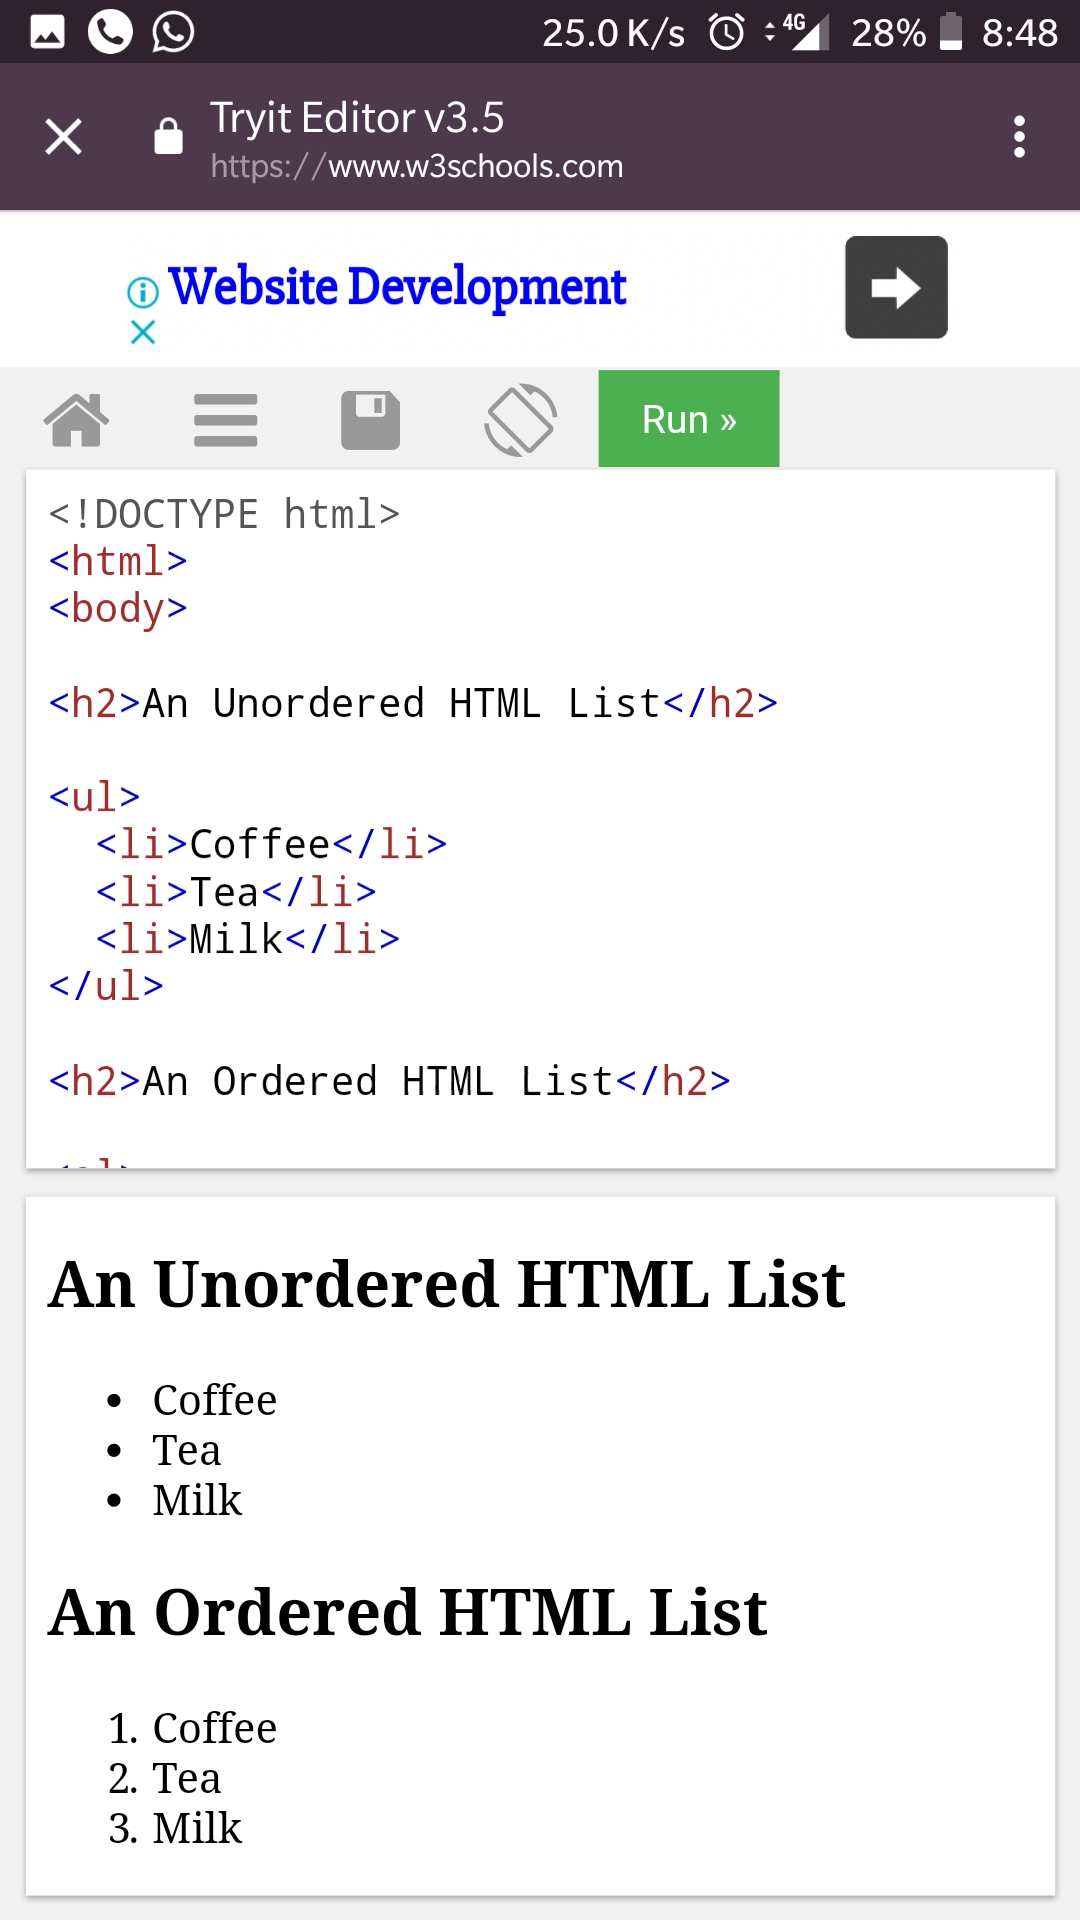 25.0 K/s 4G 28% 8:48
Tryit Editor v3.5
https://www.w3schools.com
Website Development
Run »
<!DOCTYPE html>
<html>
<body>
<h2>An Unordered HTML List</h2>
<ul>
<li>Coffee</li>
<li>Tea</li>
<li>Milk</li>
</ul>
<h2>An Ordered HTML List</h2>
An Unordered HTML List
• Coffee
• Tea
• Milk
An Ordered HTML List
1. Coffee
2. Tea
3. Milk